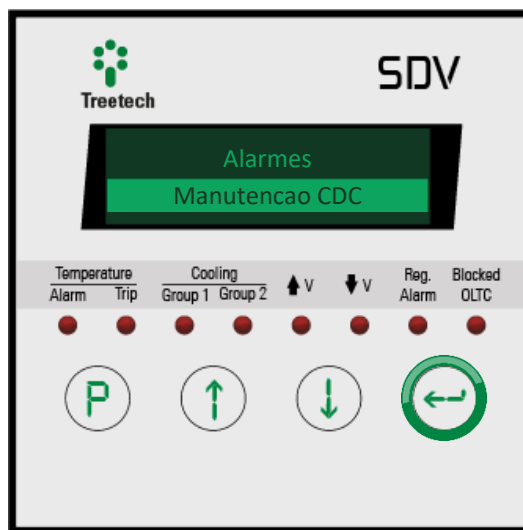 SDV
Treetech
Alarmes
Manutencao CDC
Temperature Cooling Reg. Blocked
Alarm Trip Group 1 Group 2 V V Alarm OLTC
P